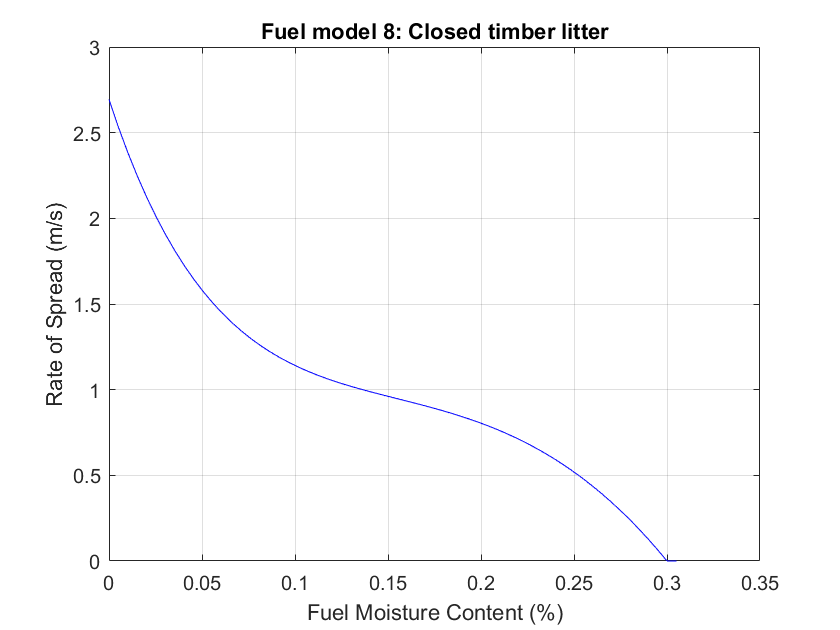 Fuel model 8: Closed timber litter
3
2.5
2
1.5
1
0.5
0
Rate of Spread (m/s)
0 0.05 0.1 0.15 0.2 0.25 0.3 0.35
Fuel Moisture Content (%)